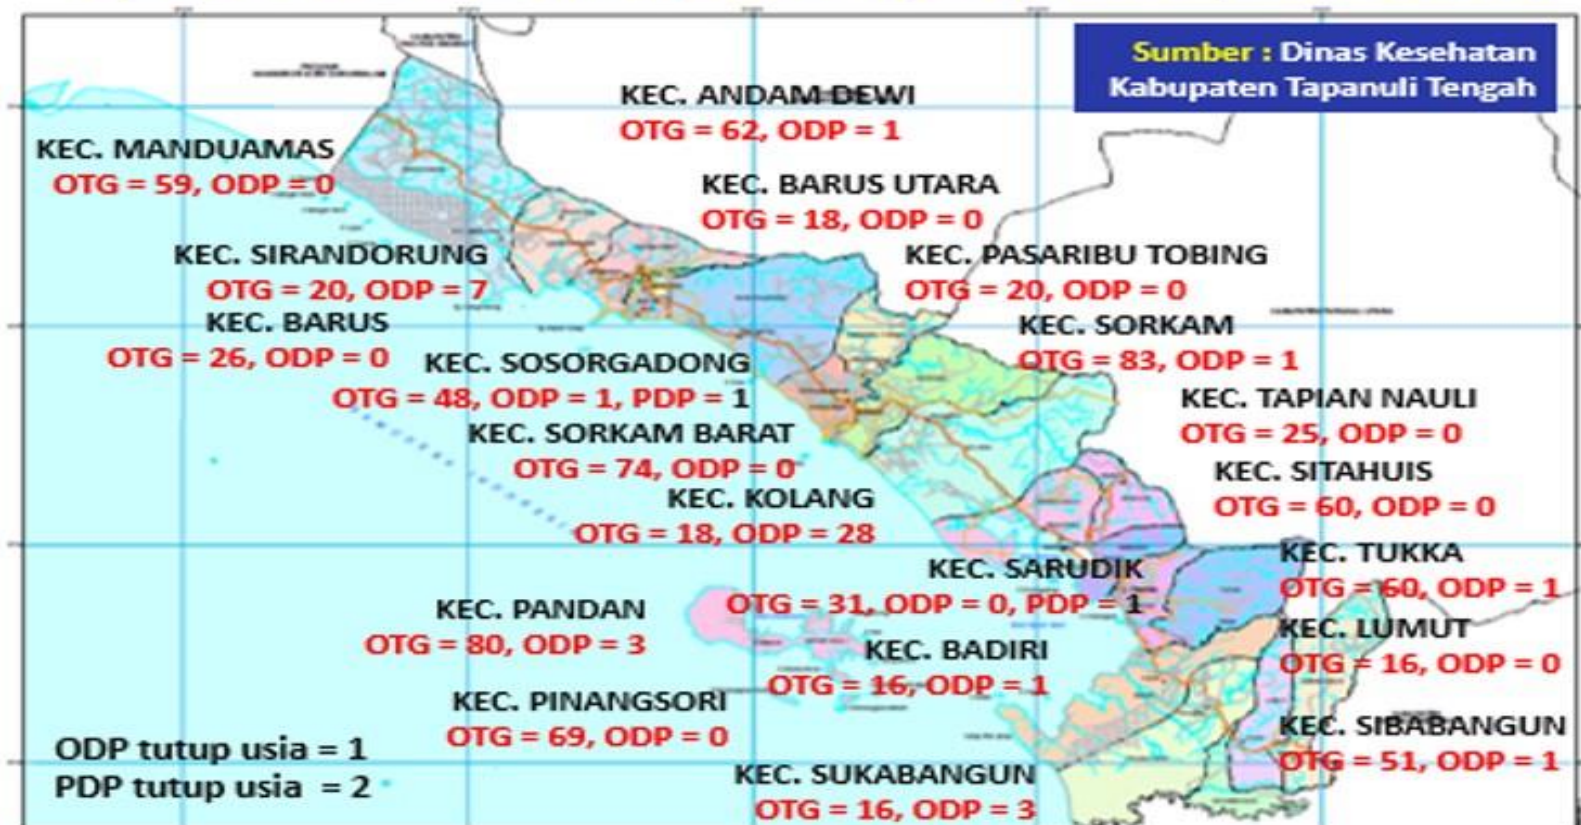 Sumber : Dinas Kesehatan
Kabupaten Tapanuli Tengah
KEC. ANDAM DEWI
OTG = 62, ODP = 1
KEC. MANDUAMAS
OTG = 59, ODP = 0
KEC. BARUS UTARA
OTG = 18, ODP = 0
KEC. SIRANDORUNG
OTG = 20, ODP = 7
KEC. PASARIBU TOBING
OTG = 20, ODP = 0
KEC. BARUS
OTG = 26, ODP = 0
KEC. SORKAM
OTG = 83, ODP = 1
KEC. SOSORGADONG
OTG = 48, ODP = 1, PDP = 1
KEC. TAPIAN NAULI
OTG = 25, ODP = 0
KEC. SORKAM BARAT
OTG = 74, ODP = 0
KEC. SITAHUIS
OTG = 60, ODP = 0
KEC. KOLANG
OTG = 18, ODP = 28
KEC. TUKKA
OTG = 60, ODP = 1
KEC. SARUDIK
OTG = 31, ODP = 0, PDP = 1
KEC. PANDAN
OTG = 80, ODP = 3
KEC. LUMUT
OTG = 16, ODP = 0
KEC. BADIRI
OTG = 16, ODP = 1
KEC. PINANGSORI
OTG = 69, ODP = 0
KEC. SIBABANGUN
OTG = 51, ODP = 1
ODP tutup usia = 1
PDP tutup usia = 2
KEC. SUKABANGUN
OTG = 16, ODP = 3